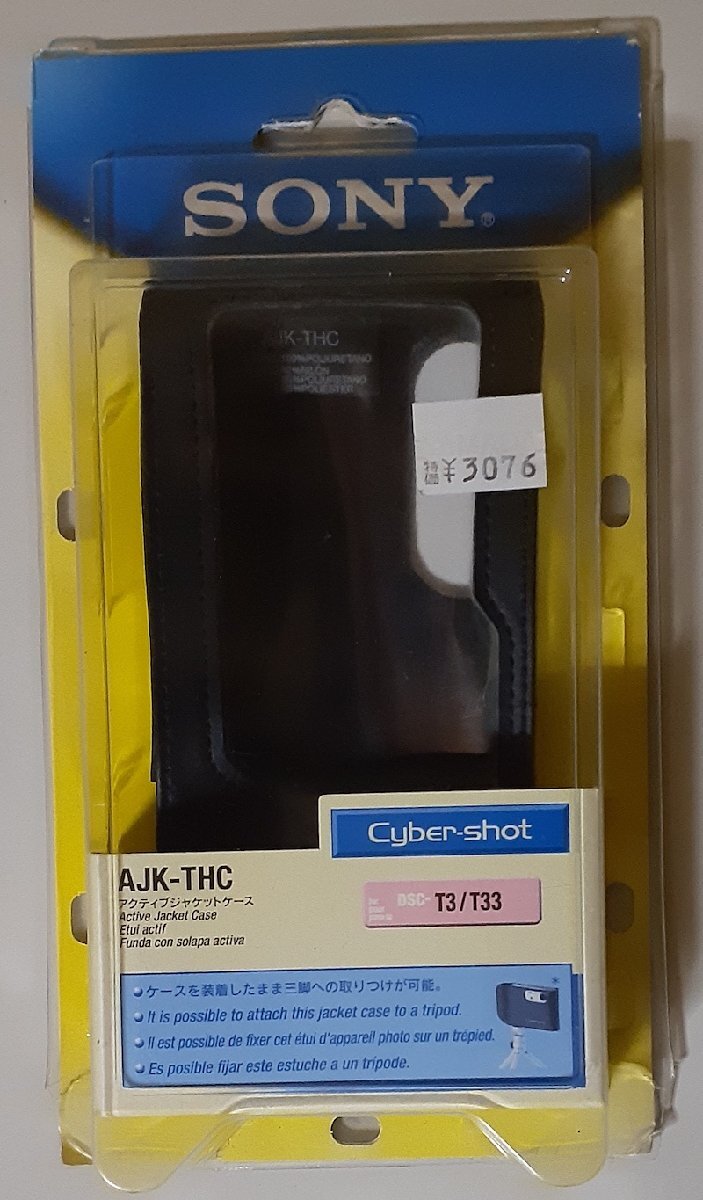 SONY®
JK-THC
特価 ¥3076
Cyber-shot
AJK-THC
アクティブジャケットケース
Active Jacket Case
Etui actif
Funda con solapa activa
DSC- T3/T33
ケースを装着したまま三脚への取りつけが可能。
It is possible to attach this jacket case to a tripod.
Il est possible de fixer cet étui d'appareil photo sur un trépied.
Es posible fijar este estuche a un trípode.
*